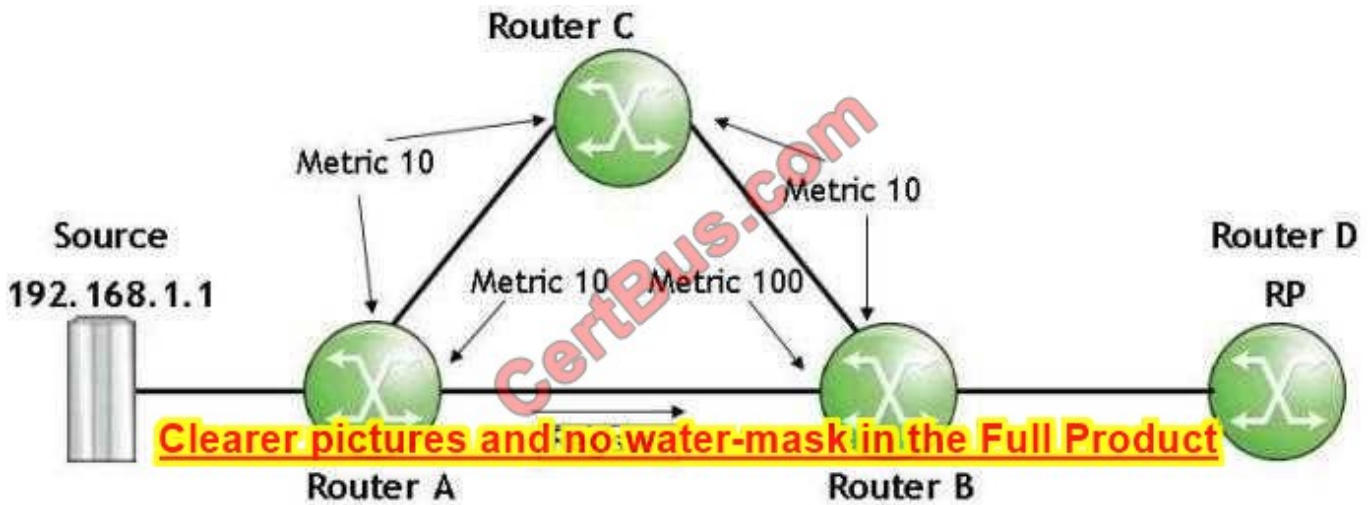 Router C
Metric 10
Metric 10
Source
192.168.1.1
Router D
RP
Metric 10
Metric 100
CertBus.com
Clearer pictures and no water-mask in the Full Product
Router A
Router B